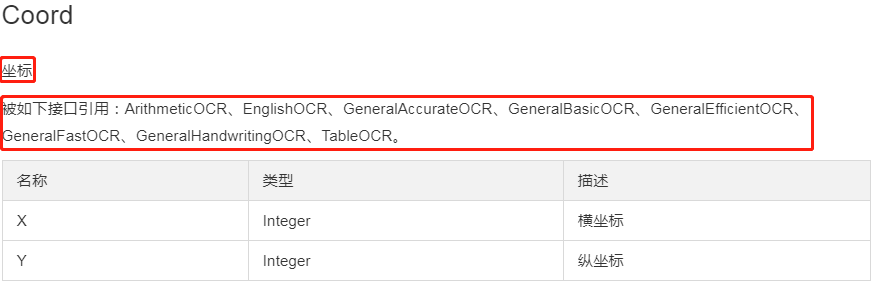 Coord
坐标
被如下接口引用：ArithmeticOCR、EnglishOCR、GeneralAccurateOCR、GeneralBasicOCR、GeneralEfficientOCR、
GeneralFastOCR、GeneralHandwritingOCR、TableOCR。
名称 类型 描述
X Integer 横坐标
Y Integer 纵坐标